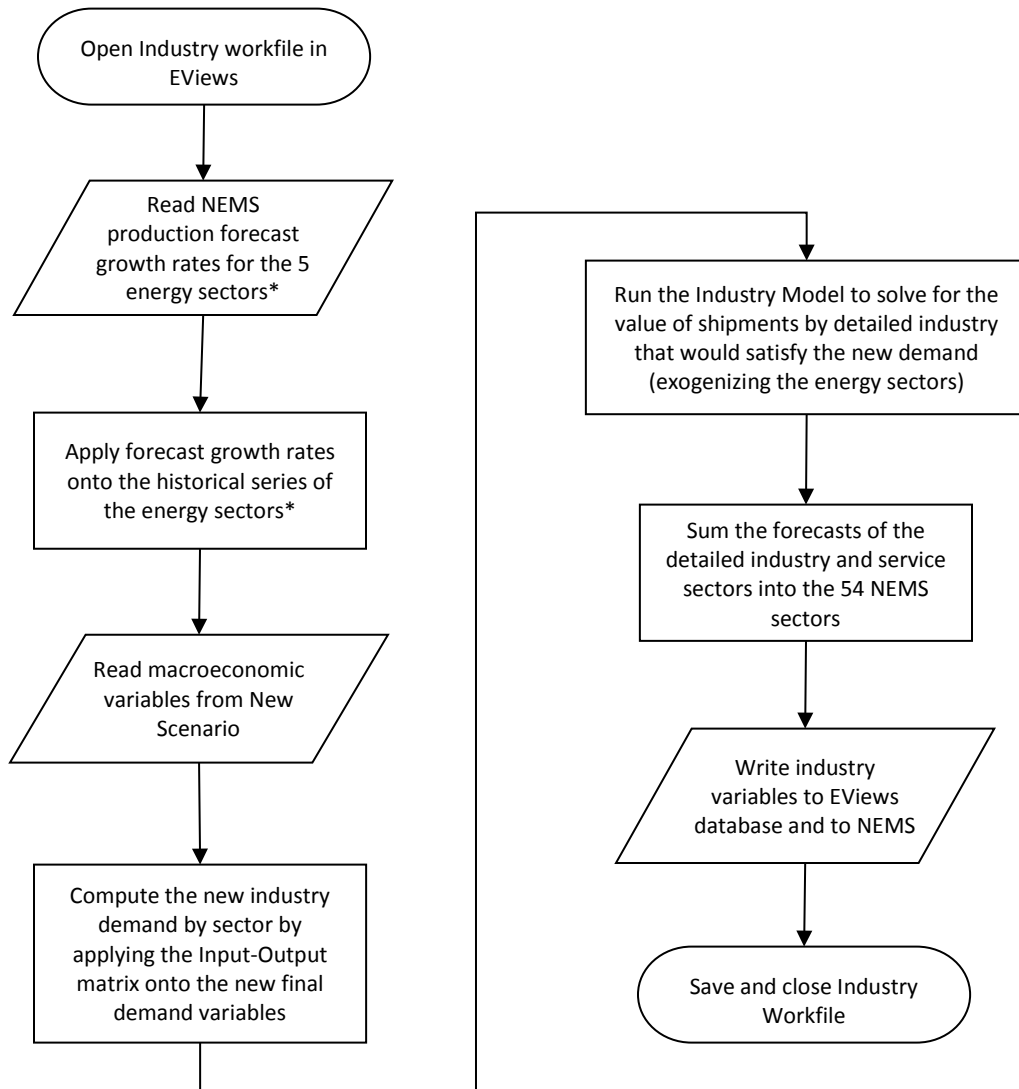 Open Industry workfile in
EViews
Read NEMS
production forecast
growth rates for the 5
energy sectors*
Apply forecast growth rates
onto the historical series of
the energy sectors*
Read macroeconomic
variables from New
Scenario
Compute the new industry
demand by sector by
applying the Input-Output
matrix onto the new final
demand variables
Run the Industry Model to solve for the
value of shipments by detailed industry
that would satisfy the new demand
(exogenizing the energy sectors)
Sum the forecasts of the
detailed industry and service
sectors into the 54 NEMS
sectors
Write industry
variables to EViews
database and to NEMS
Save and close Industry
Workfile